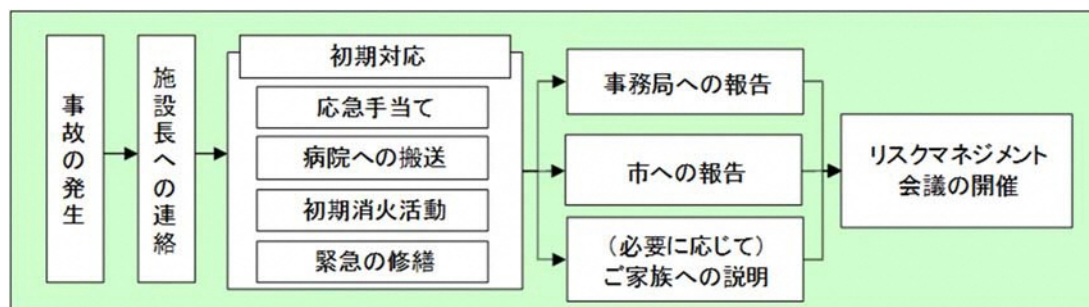 事故の発生
施設長への連絡
初期対応
応急手当て
病院への搬送
初期消火活動
緊急の修繕
事務局への報告
市への報告
（必要に応じて）
ご家族への説明
リスクマネジメント
会議の開催